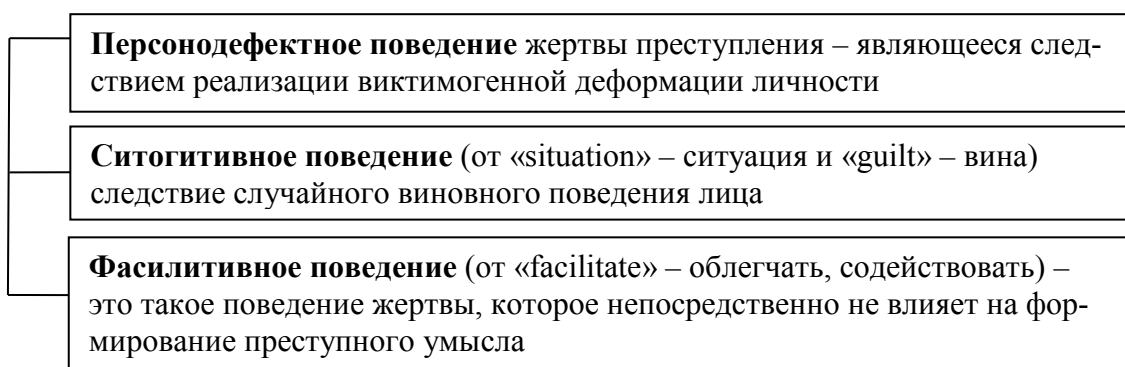 Персонодефектное поведение жертвы преступления – являющееся след-
ствием реализации виктимогенной деформации личности
Ситогитивное поведение (от «situation» – ситуация и «guilt» – вина)
следствие случайного виновного поведения лица
Фасилитивное поведение (от «facilitate» – облегчать, содействовать) –
это такое поведение жертвы, которое непосредственно не влияет на фор-
мирование преступного умысла